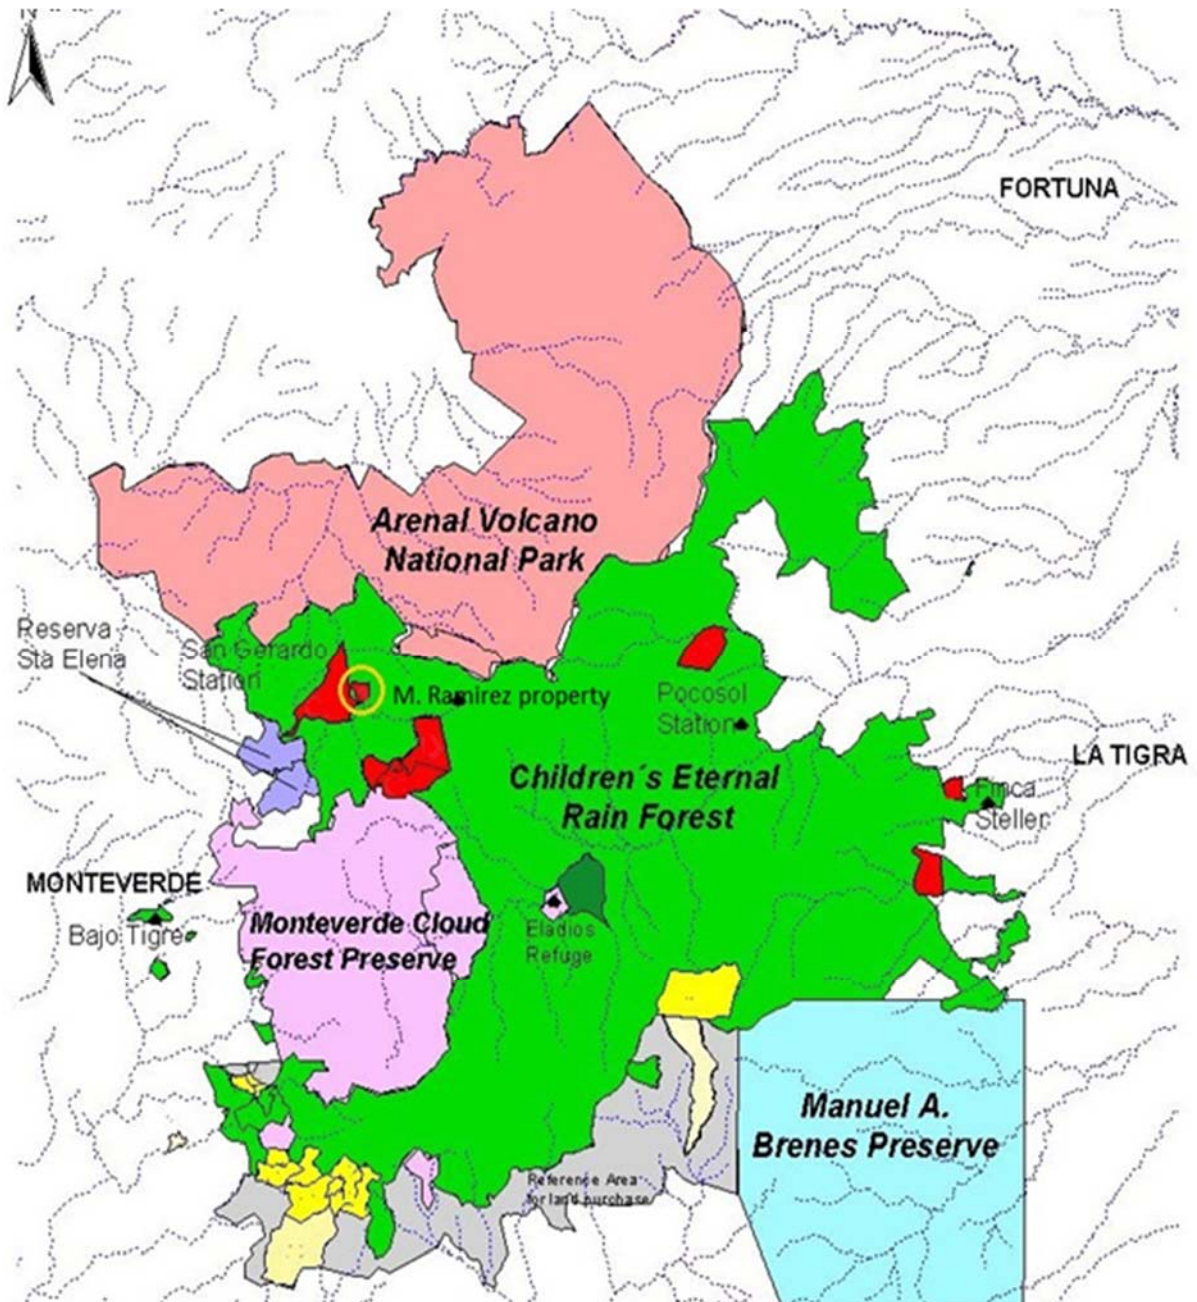 N
FORTUNA
Arenal Volcano
National Park
Reserva
Sta Elena
San Gerardo
Station
M. Ramirez property
Pocosol
Station
LA TIGRA
Children´s Eternal
Rain Forest
Finca
Steller
MONTEVERDE
Bajo Tigre
Monteverde Cloud
Forest Preserve
Eladios
Refuge
Manuel A.
Brenes Preserve
Reference Area
for land purchase